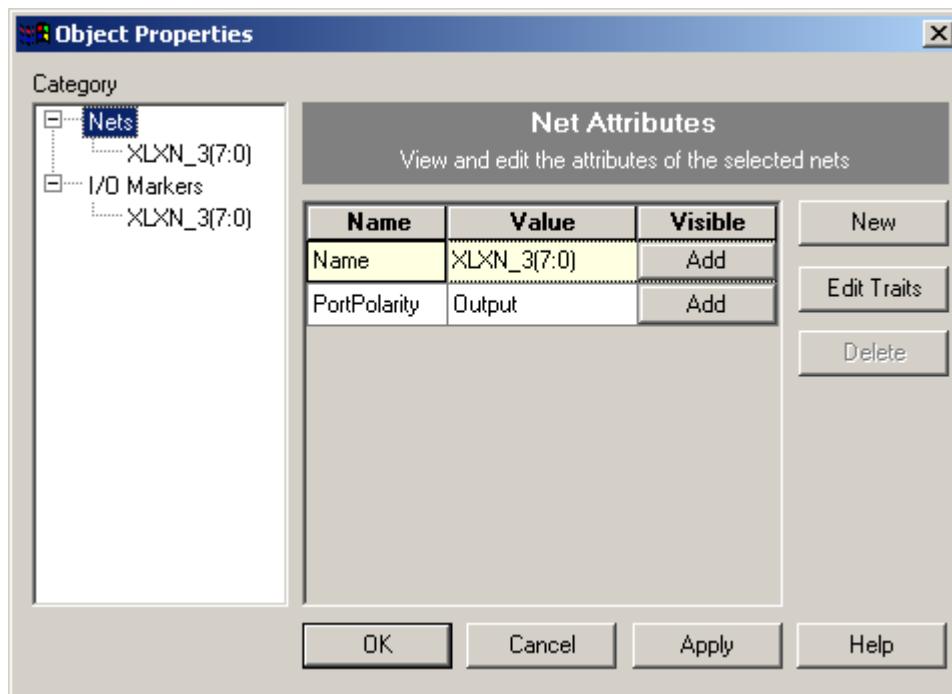 Object Properties
Category
Nets
XLXN_3(7:0)
I/O Markers
XLXN_3(7:0)
Net Attributes
View and edit the attributes of the selected nets
Name Value Visible
Name XLXN_3(7:0) Add
PortPolarity Output Add
New
Edit Traits
Delete
OK Cancel Apply Help